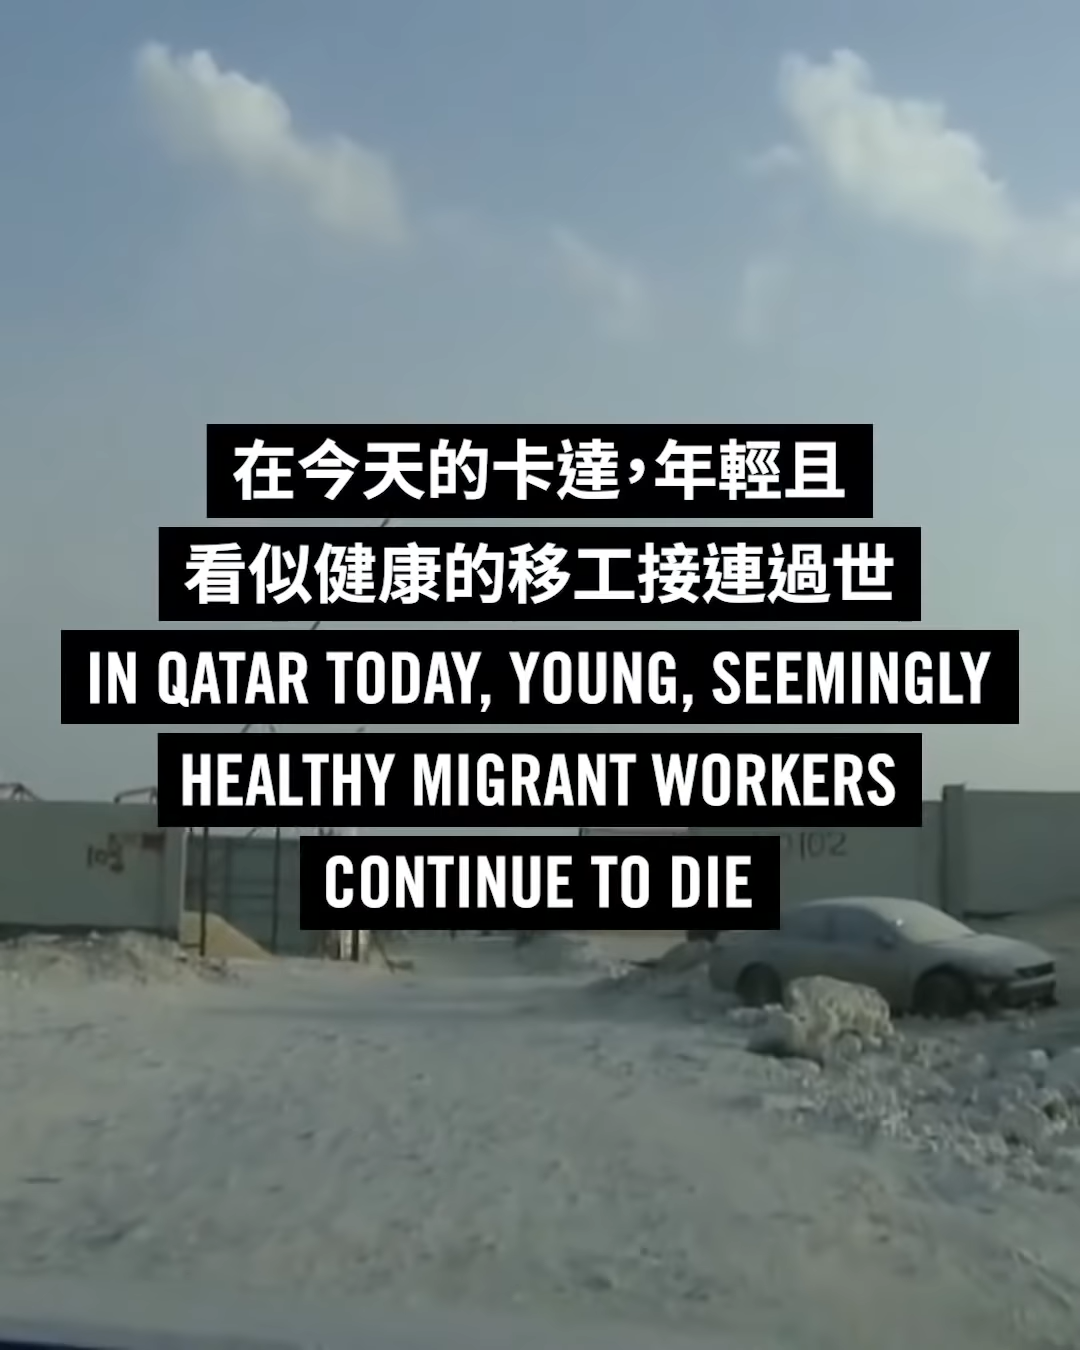 在今天的卡達，年輕且
看似健康的移工接連過世
IN QATAR TODAY, YOUNG, SEEMINGLY
HEALTHY MIGRANT WORKERS
CONTINUE TO DIE
102